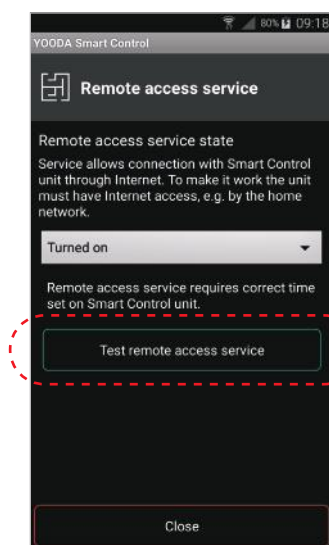 80% 09:18
YOODA Smart Control
Remote access service
Remote access service state
Service allows connection with Smart Control
unit through Internet. To make it work the unit
must have Internet access, e.g. by the home
network.
Turned on
Remote access service requires correct time
set on Smart Control unit.
Test remote access service
Close